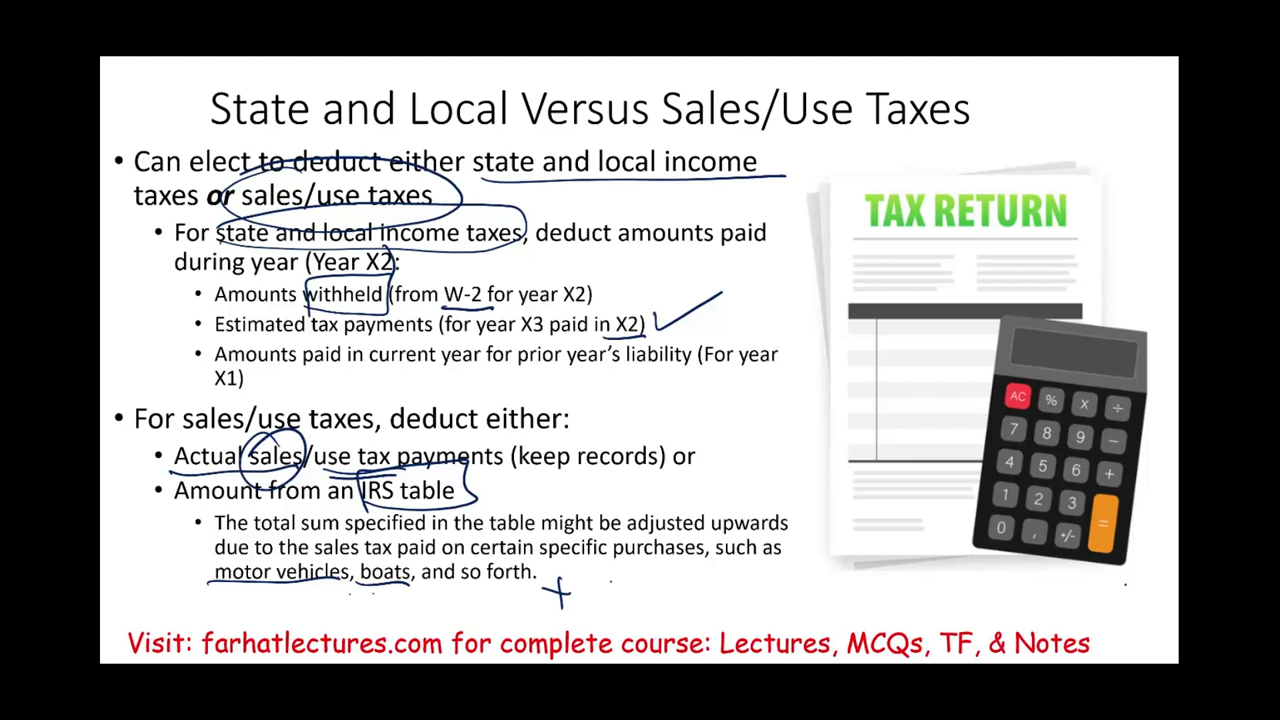 State and Local Versus Sales/Use Taxes
• Can elect to deduct either state and local income
taxes or sales/use taxes
• For state and local income taxes, deduct amounts paid
during year (Year X2):
• Amounts withheld (from W-2 for year X2)
• Estimated tax payments (for year X3 paid in X2)
• Amounts paid in current year for prior year’s liability (For year
X1)
• For sales/use taxes, deduct either:
• Actual sales/use tax payments (keep records) or
• Amount from an IRS table
• The total sum specified in the table might be adjusted upwards
due to the sales tax paid on certain specific purchases, such as
motor vehicles, boats, and so forth.
+
TAX RETURN
AC % X ÷
7 8 9 −
4 5 6 +
1 2 3
0 , +/- =
Visit: farhatlectures.com for complete course: Lectures, MCQs, TF, & Notes